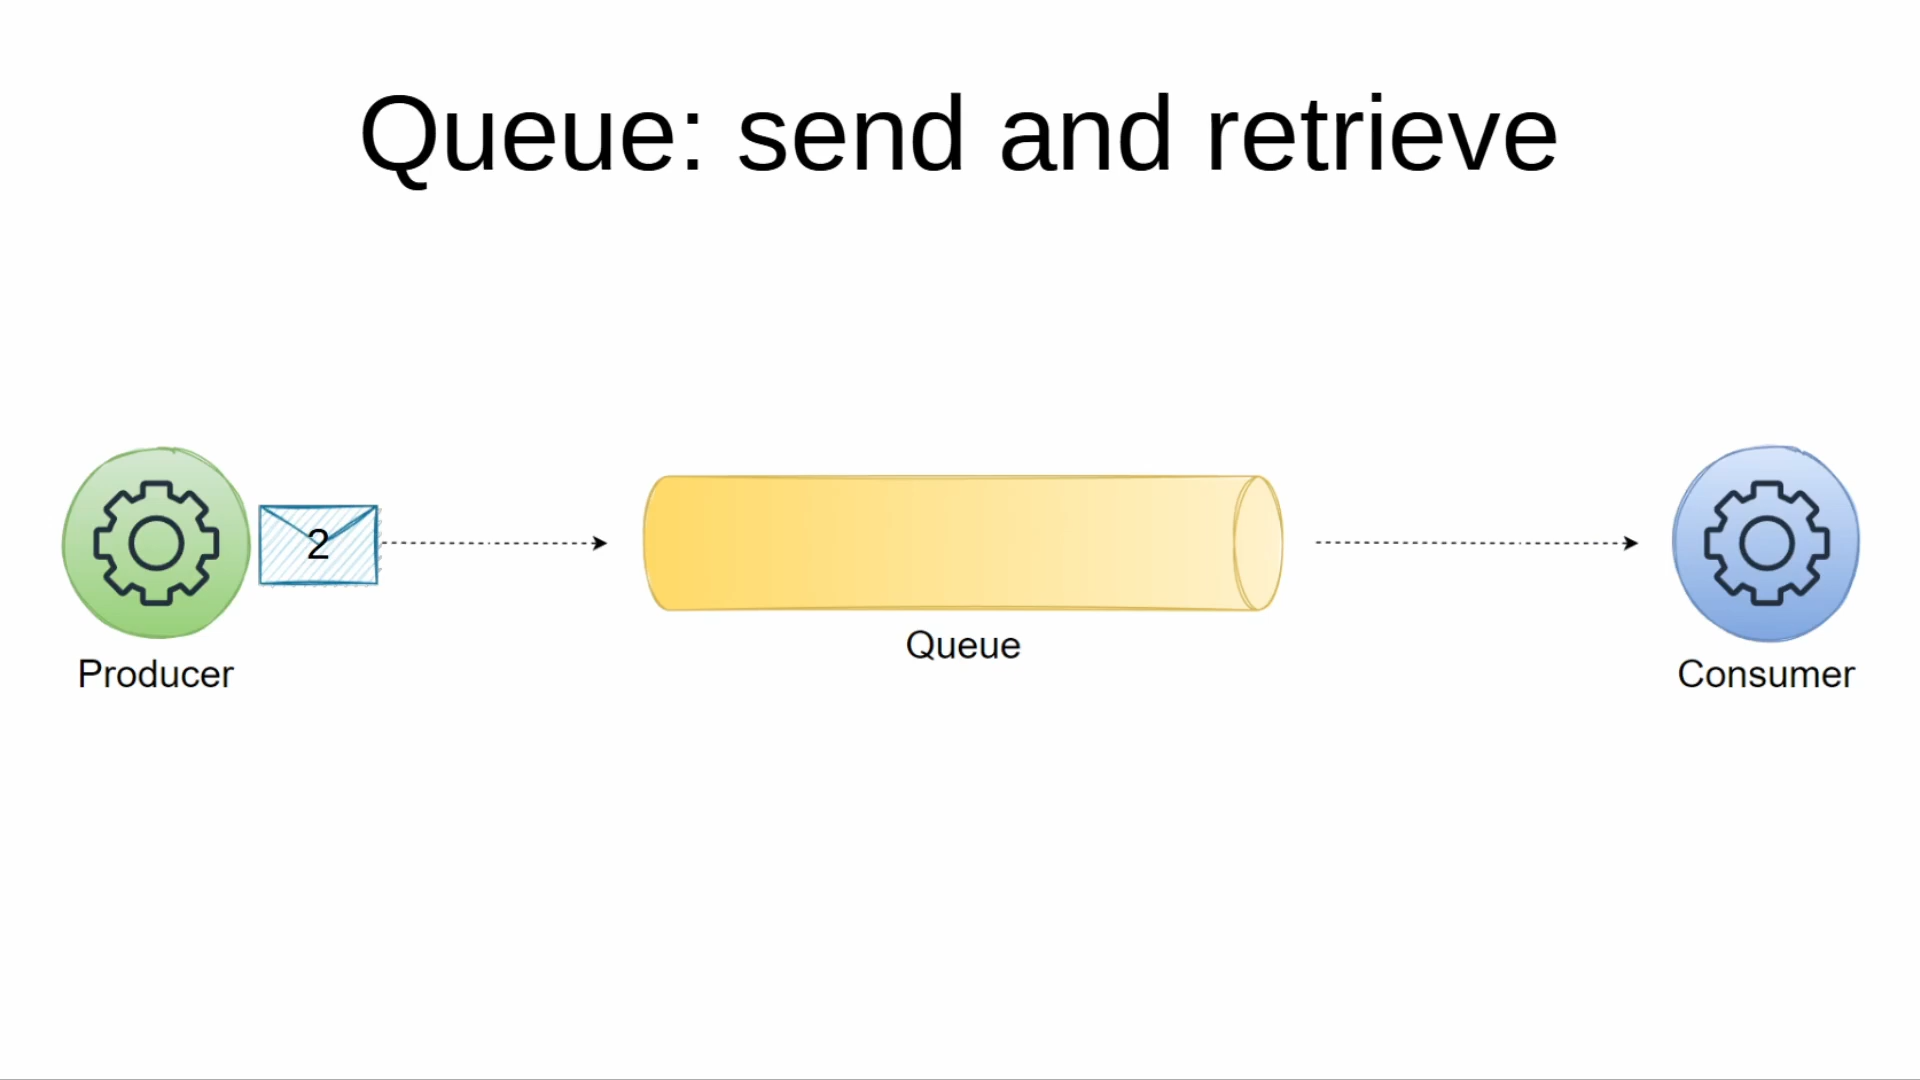 Queue: send and retrieve
2
Queue
Producer
Consumer